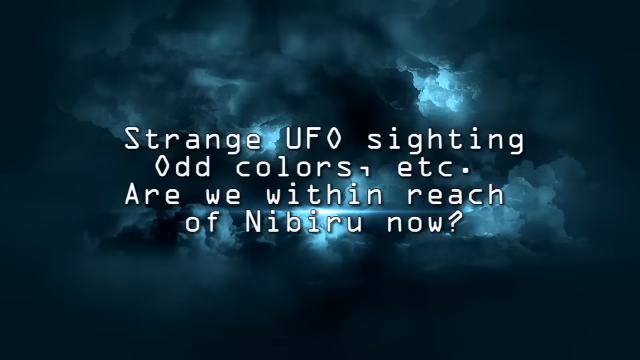 Strange UFO sighting
Odd colors, etc.
Are we within reach
of Nibiru now?